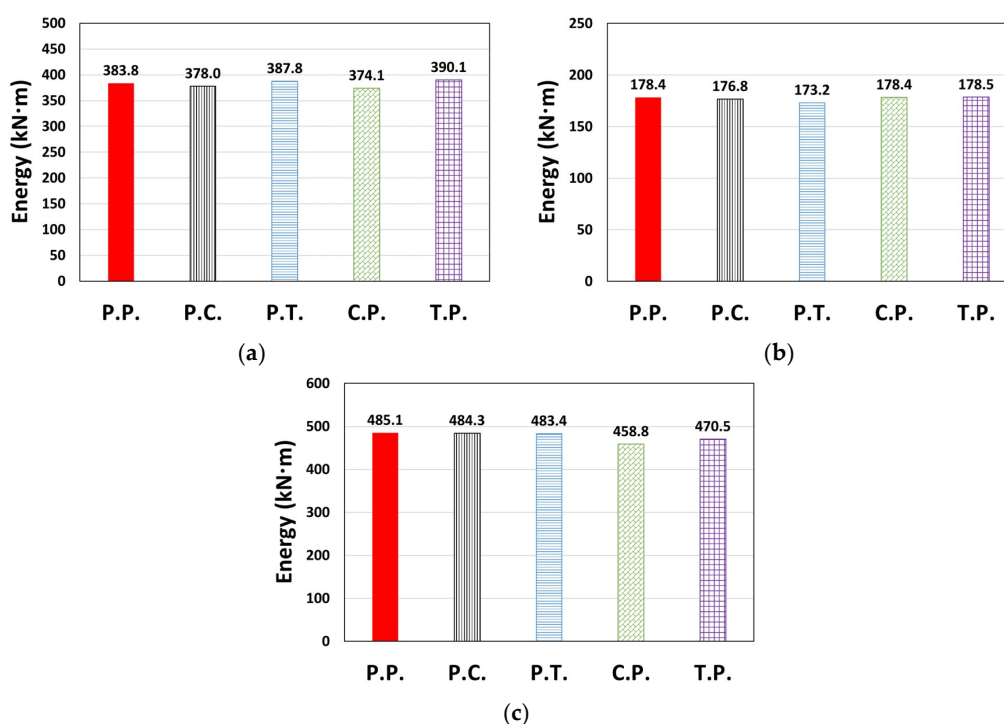 500
450
400
350
300
250
200
150
100
50
0
Energy (kN·m)
383.8 378.0 387.8 374.1 390.1
P.P. P.C. P.T. C.P. T.P.
(a)
250
200
150
100
50
0
Energy (kN·m)
178.4 176.8 173.2 178.4 178.5
P.P. P.C. P.T. C.P. T.P.
(b)
600
500
400
300
200
100
0
Energy (kN·m)
485.1 484.3 483.4 458.8 470.5
P.P. P.C. P.T. C.P. T.P.
(c)